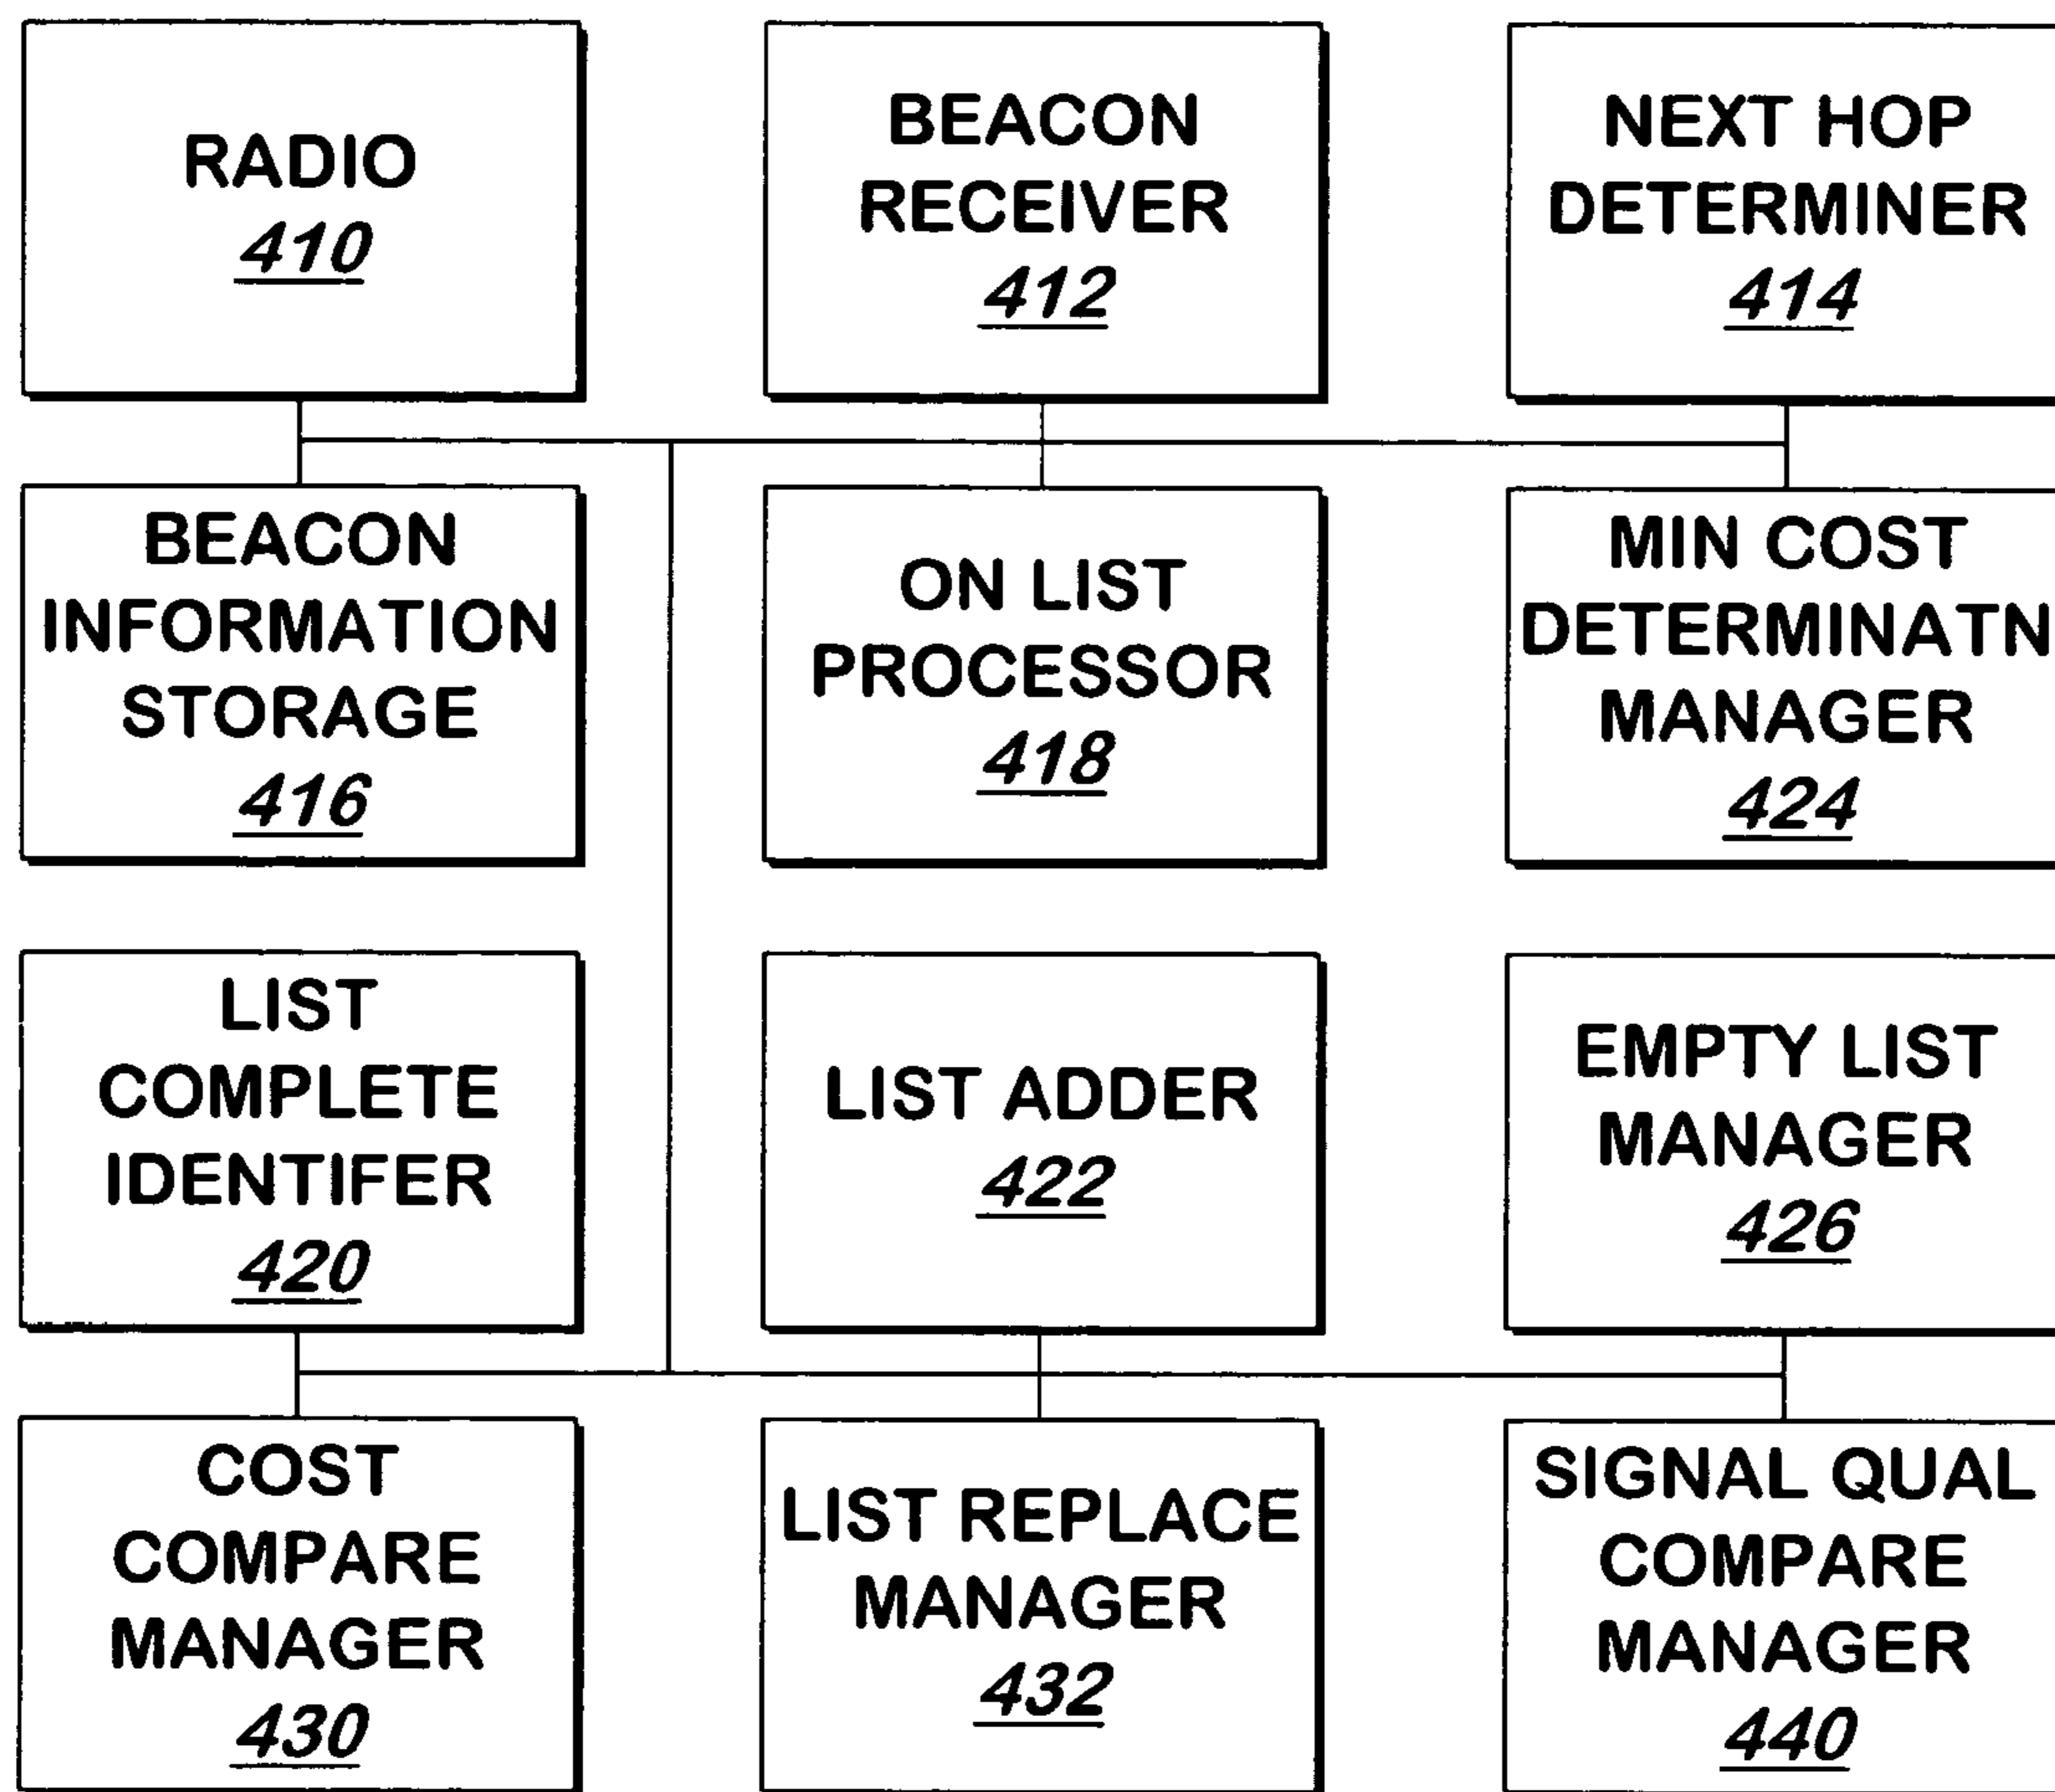 RADIO
410
BEACON
RECEIVER
412
NEXT HOP
DETERMINER
414
BEACON
INFORMATION
STORAGE
416
ON LIST
PROCESSOR
418
MIN COST
DETERMINATN
MANAGER
424
LIST
COMPLETE
IDENTIFER
420
LIST ADDER
422
EMPTY LIST
MANAGER
426
COST
COMPARE
MANAGER
430
LIST REPLACE
MANAGER
432
SIGNAL QUAL
COMPARE
MANAGER
440